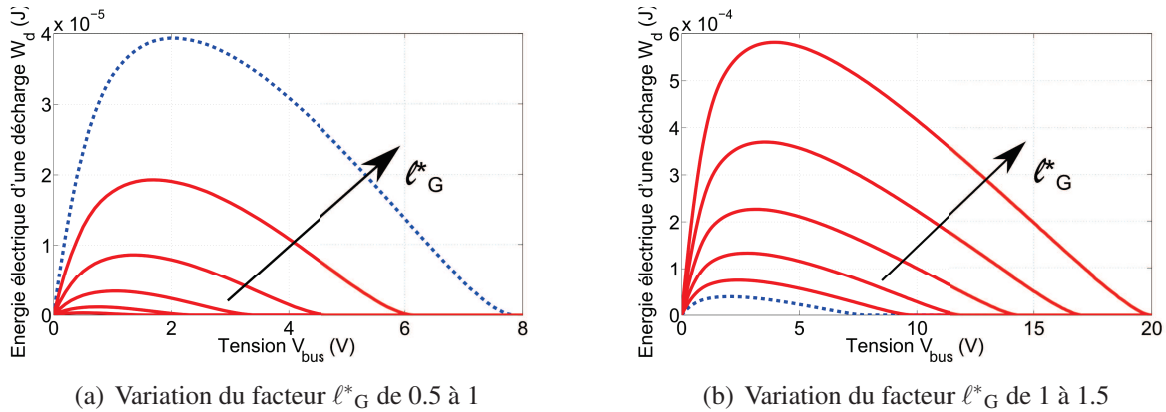 Energie électrique d'une décharge W_d (J)
4 x 10^-5
3
2
1
0
0 2 4 6 8
Tension V_bus (V)
ℓ*_G
(a) Variation du facteur ℓ*_G de 0.5 à 1
Energie électrique d'une décharge W_d (J)
6 x 10^-4
5
4
3
2
1
0
0 5 10 15 20
Tension V_bus (V)
ℓ*_G
(b) Variation du facteur ℓ*_G de 1 à 1.5